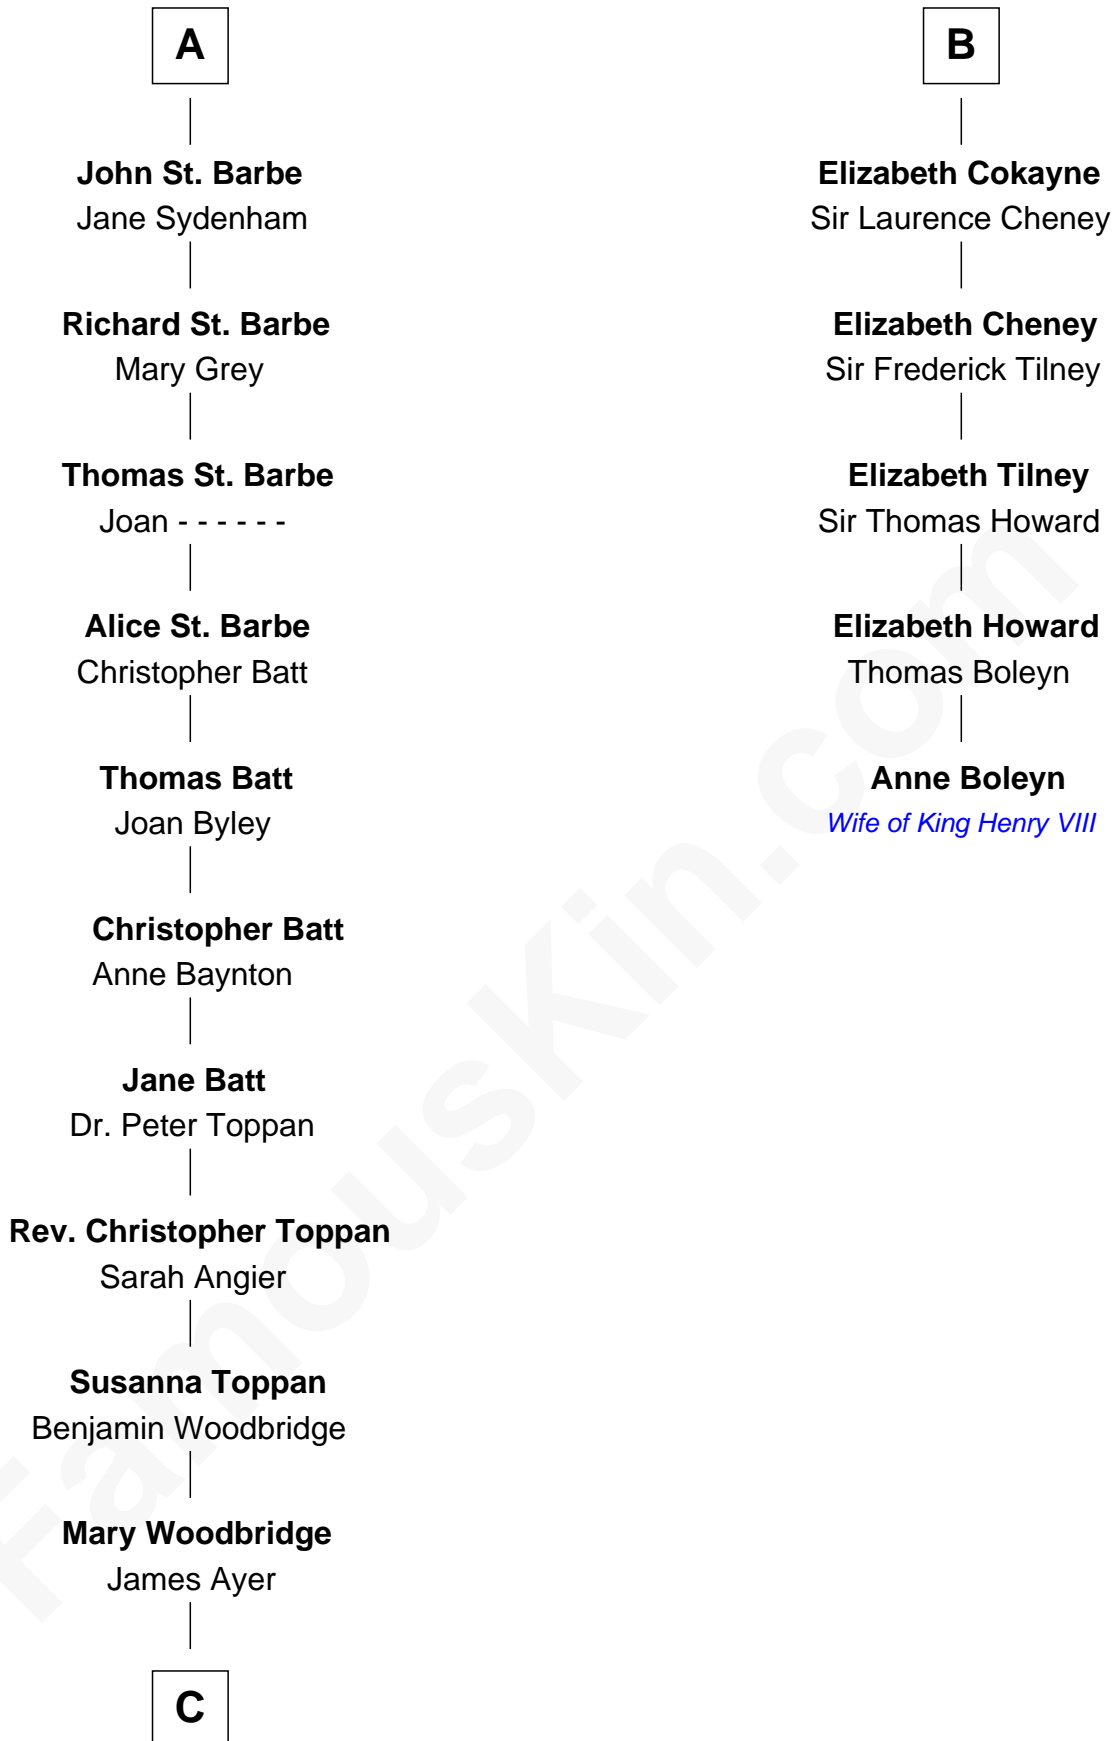 A
John St. Barbe
Jane Sydenham
Richard St. Barbe
Mary Grey
Thomas St. Barbe
Joan - - - - - -
Alice St. Barbe
Christopher Batt
Thomas Batt
Joan Byley
Christopher Batt
Anne Baynton
Jane Batt
Dr. Peter Toppan
Rev. Christopher Toppan
Sarah Angier
Susanna Toppan
Benjamin Woodbridge
Mary Woodbridge
James Ayer
C
B
Elizabeth Cokayne
Sir Laurence Cheney
Elizabeth Cheney
Sir Frederick Tilney
Elizabeth Tilney
Sir Thomas Howard
Elizabeth Howard
Thomas Boleyn
Anne Boleyn
Wife of King Henry VIII
FamousKin.com